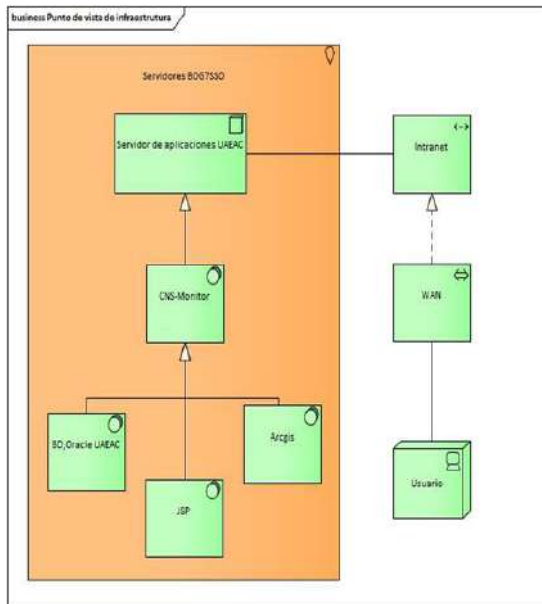 business Punto de vista de infraestrutura
Servidores BOG7SSO
Servidor de aplicaciones UAEAC
Intranet
CNS-Monitor
WAN
BD,Oracle UAEAC
Arcgis
JSP
Usuario